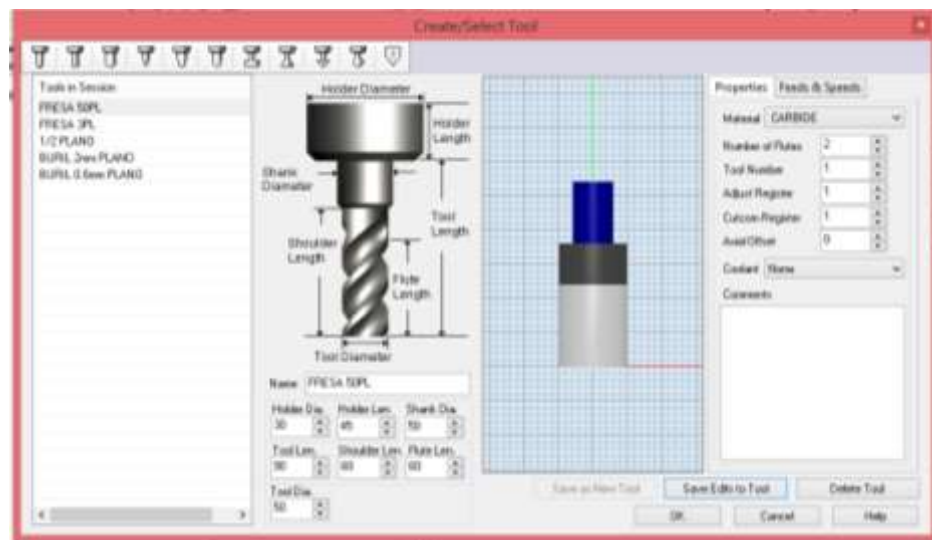 Create/Select Tool
Tools in Session
FRESA 50PL
FRESA 3PL
1/2 PLANO
BURIL 2mm PLANO
BURIL 0.6mm PLANO
Holder Diameter
Holder Length
Shank Diameter
Tool Length
Shoulder Length
Flute Length
Tool Diameter
Name FRESA 50PL
Holder Dia. Holder Len. Shank Dia.
30 45 50
Tool Len. Shoulder Len. Flute Len.
90 60 60
Tool Dia.
50
Properties Feeds & Speeds
Material CARBIDE
Number of Flutes 2
Tool Number 1
Adjust Register 1
Cutcom Register 1
Axial Offset 0
Coolant None
Comments
Save as New Tool Save Edits to Tool Delete Tool
OK Cancel Help